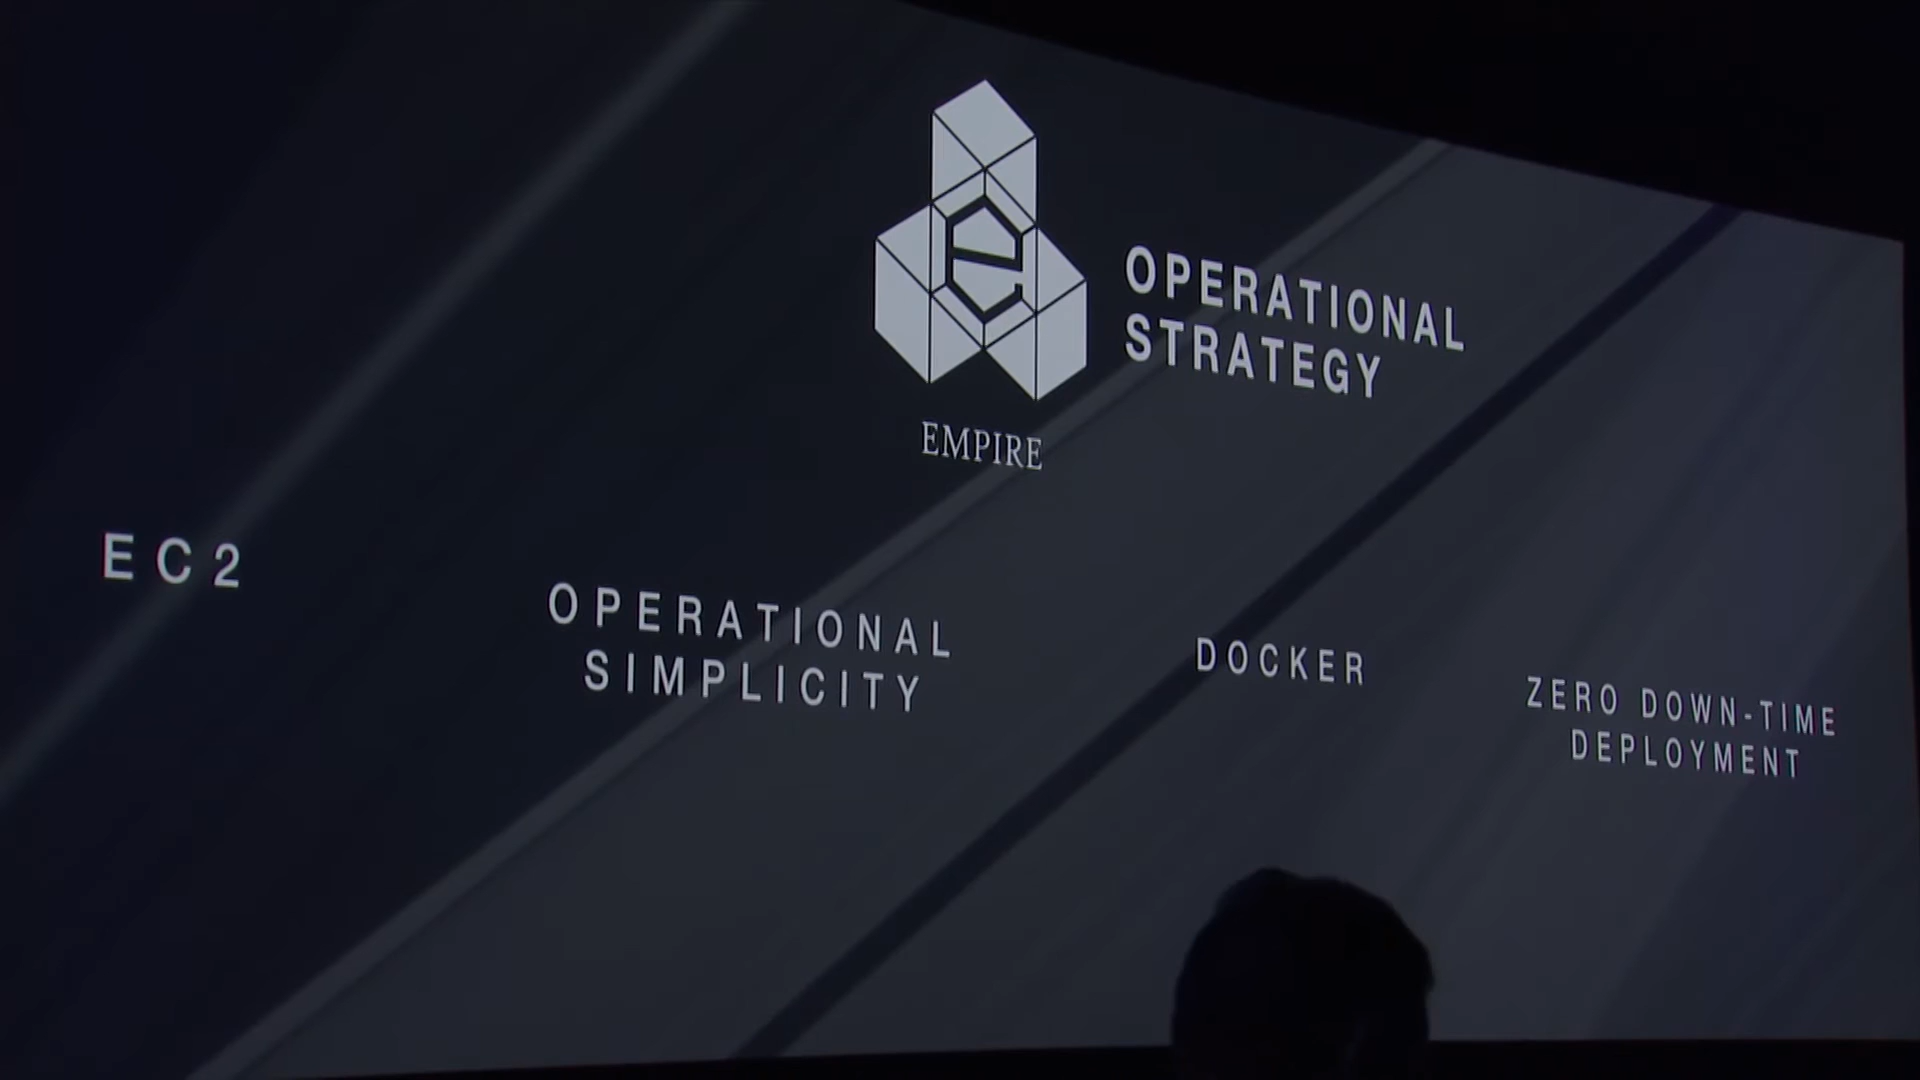 e
OPERATIONAL
STRATEGY
EMPIRE
EC2
OPERATIONAL
SIMPLICITY
DOCKER
ZERO DOWN-TIME
DEPLOYMENT